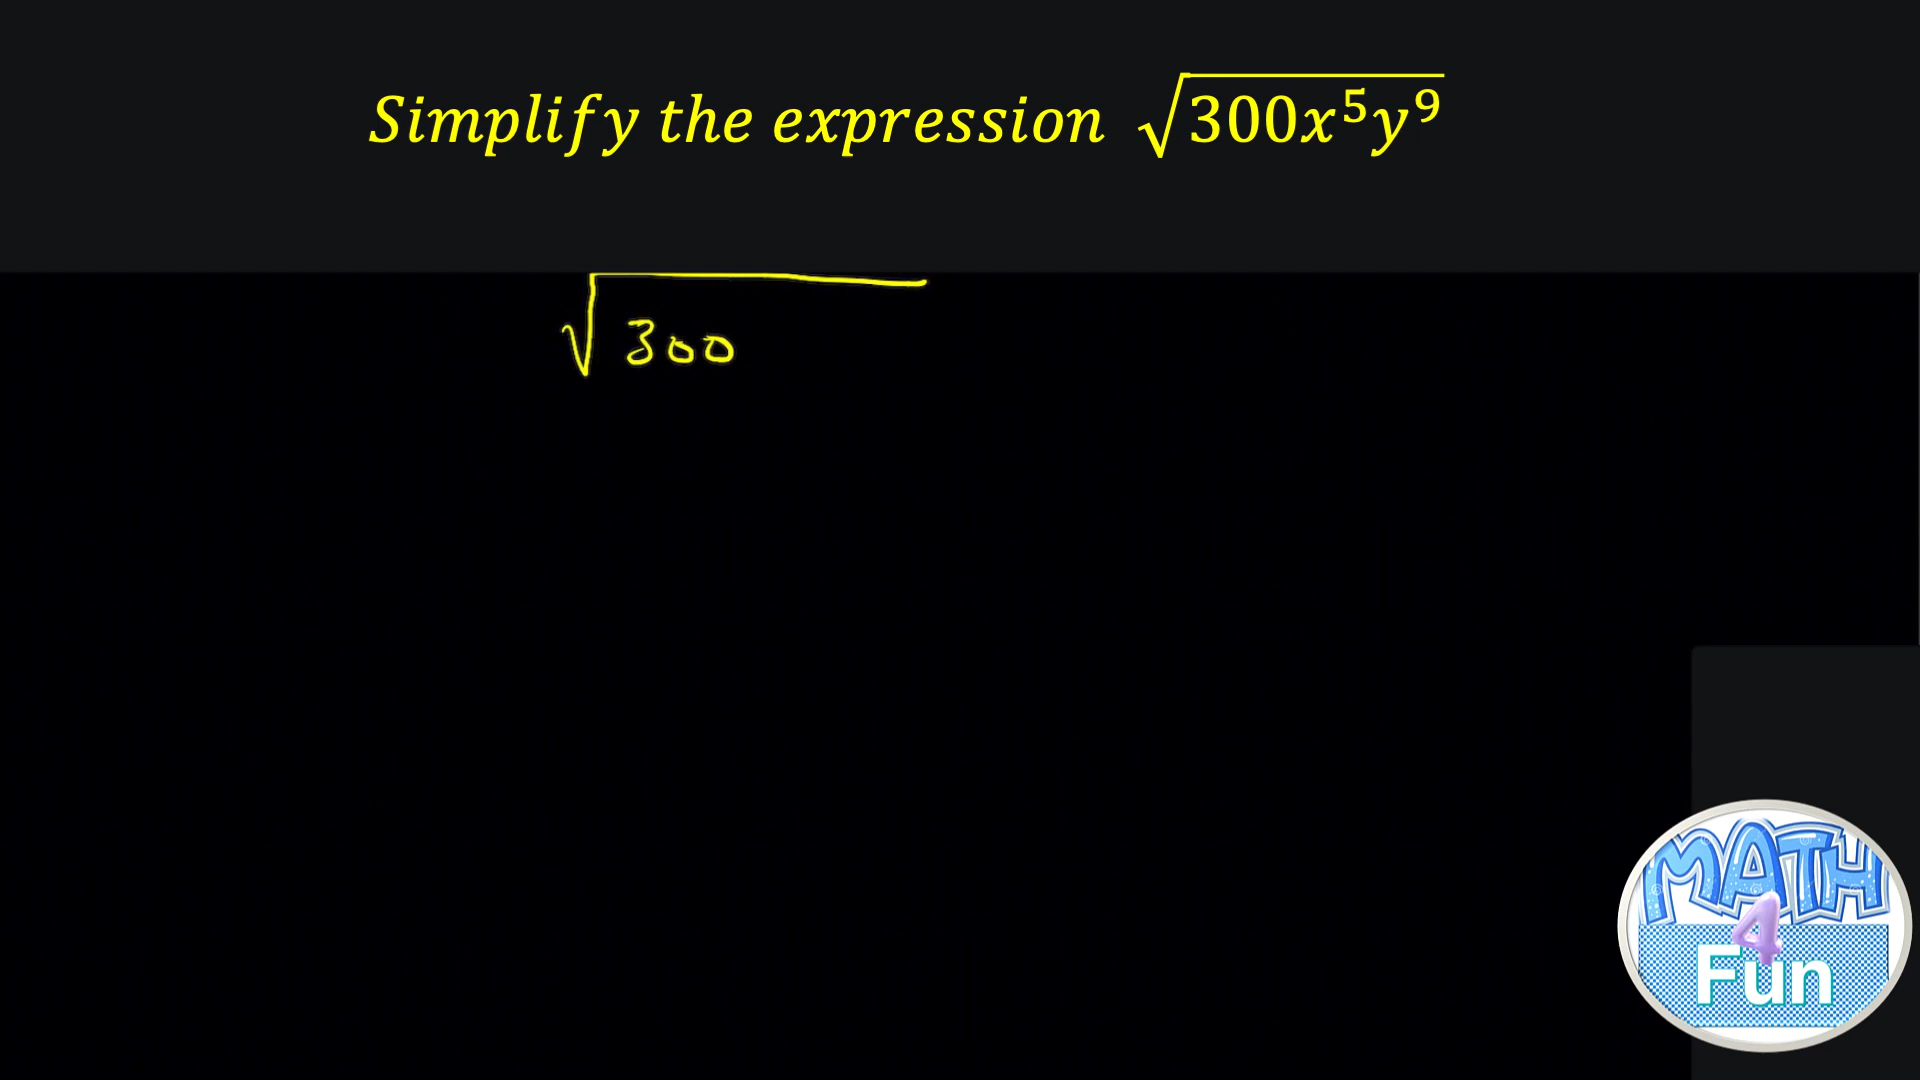 Simplify the expression √300x⁵y⁹
√300
MATH
4
Fun